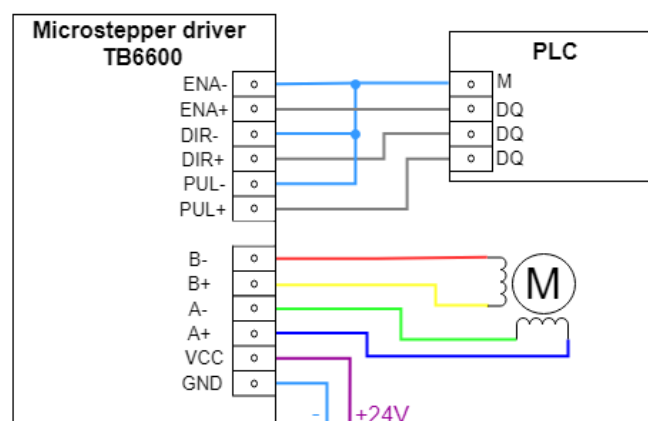 Microstepper driver
TB6600
PLC
ENA-
M
ENA+
DQ
DIR-
DQ
DIR+
DQ
PUL-
PUL+
B-
B+
M
A-
A+
VCC
GND
- +24V